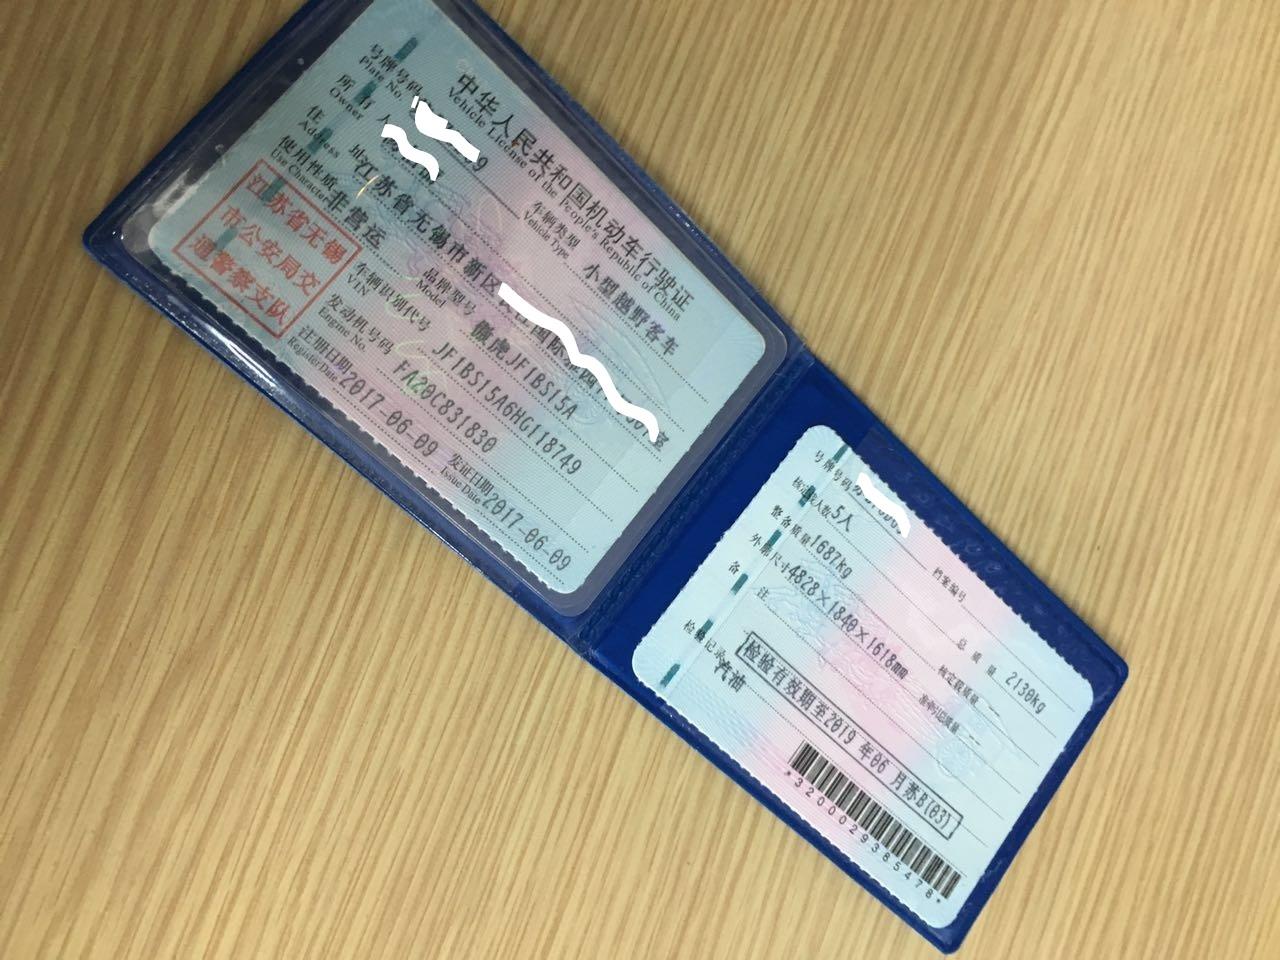 中华人民共和国机动车行驶证
Vehicle License of the People's Republic of China
号牌号码
Plate No.
9
车辆类型
Vehicle Type
小型越野客车
所有人
Owner
住址
Address
江苏省无锡市新区
国际
室
使用性质
Use Character
非营运
品牌型号
Model
傲虎JF1BS15A
江苏省无锡
市公安局交
通警察支队
车辆识别代号
VIN
JF1BS15A6HG118749
发动机号码
Engine No.
FA20C831830
注册日期
Register Date
2017-06-09
发证日期
Issue Date
2017-06-09
号牌号码
档案编号
核定载人数 5人
总质量 2130kg
整备质量 1687kg
核定载质量
外廓尺寸 4828×1840×1618mm
准牵引总质量
备注
检验有效期至2019年06月苏B(03)
检验记录
汽油
*3200029385478*